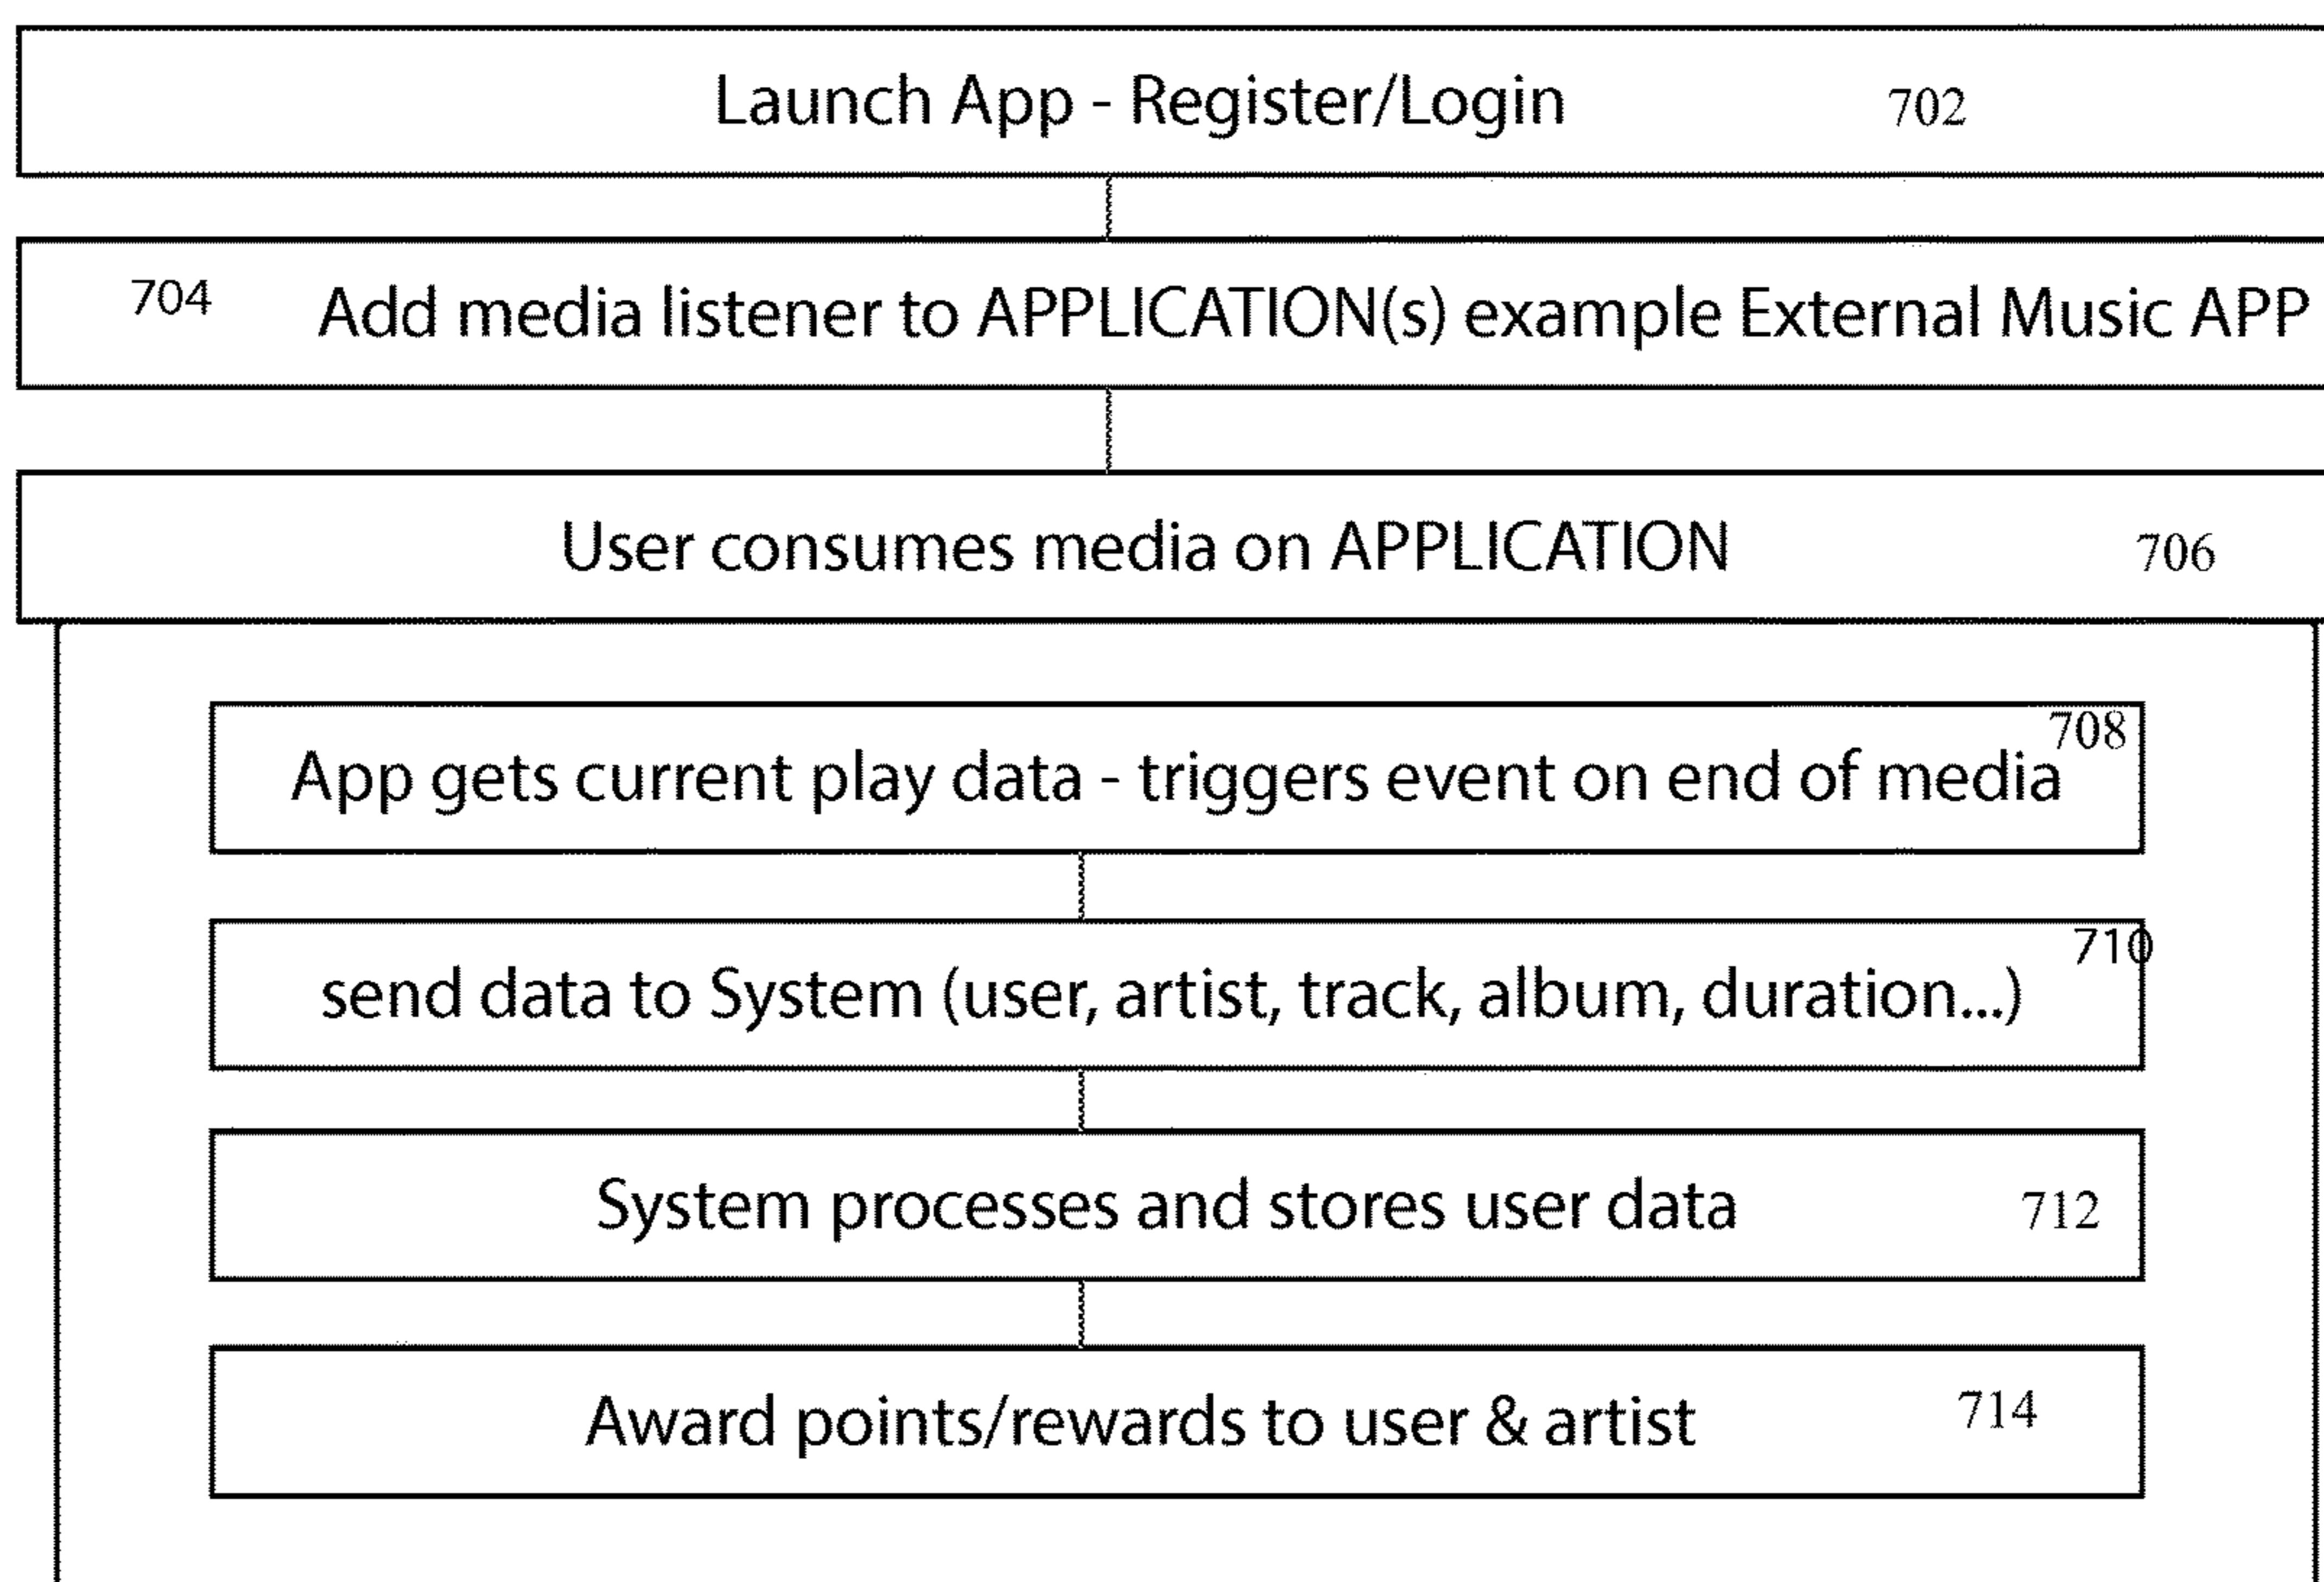 Launch App - Register/Login 702
704 Add media listener to APPLICATION(s) example External Music APP
User consumes media on APPLICATION 706
708
App gets current play data - triggers event on end of media
710
send data to System (user, artist, track, album, duration...)
System processes and stores user data 712
Award points/rewards to user & artist 714